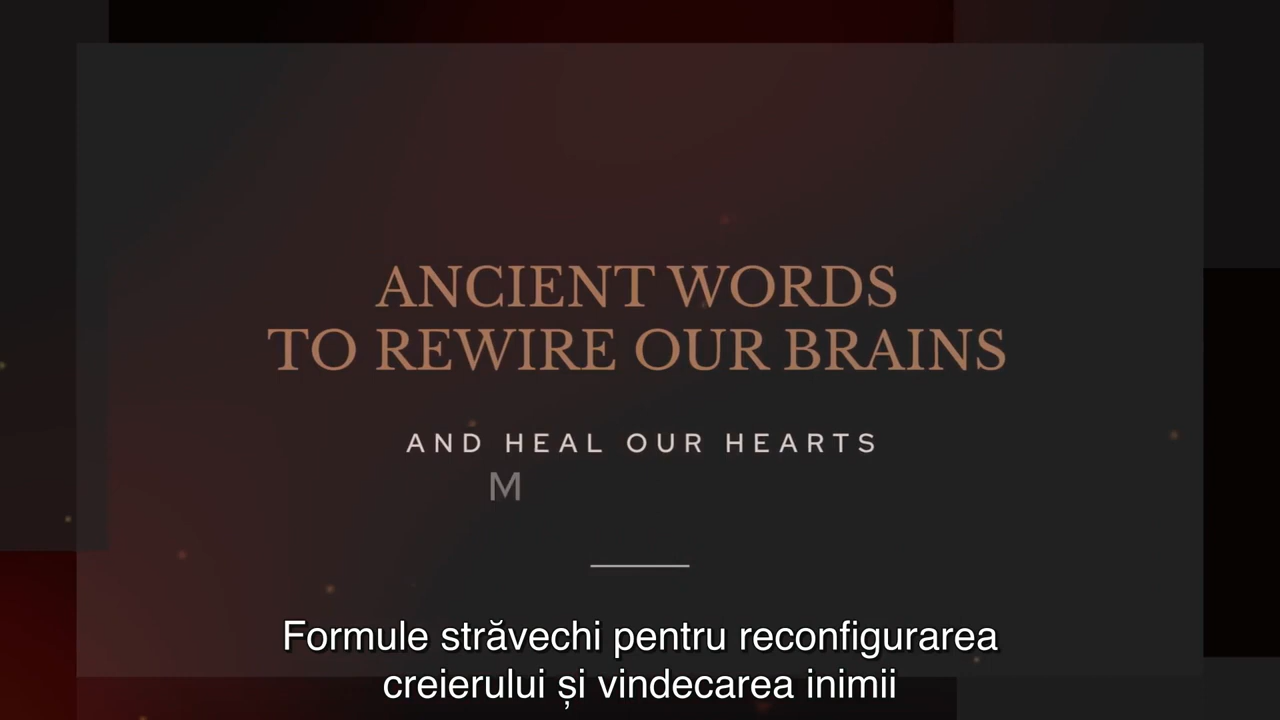 ANCIENT WORDS
TO REWIRE OUR BRAINS
AND HEAL OUR HEARTS
M
Formule străvechi pentru reconfigurarea
creierului și vindecarea inimii